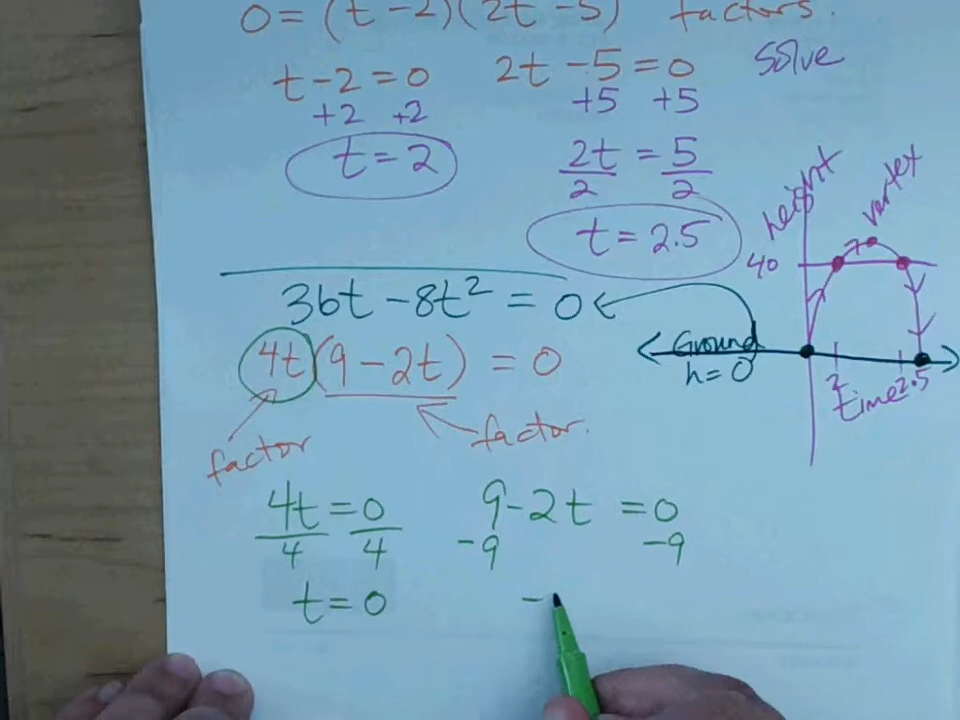 0 = (t - 2)(2t - 5) factors.
t - 2 = 0 2t - 5 = 0 solve
+2 +2 +5 +5
t = 2
2t = 5
2 2
t = 2.5
height
vertex
40
36t - 8t² = 0
Ground
h = 0
2
2.5
time
4t(9 - 2t) = 0
factor
factor.
4t = 0 9 - 2t = 0
4 4 -9 -9
t = 0 -